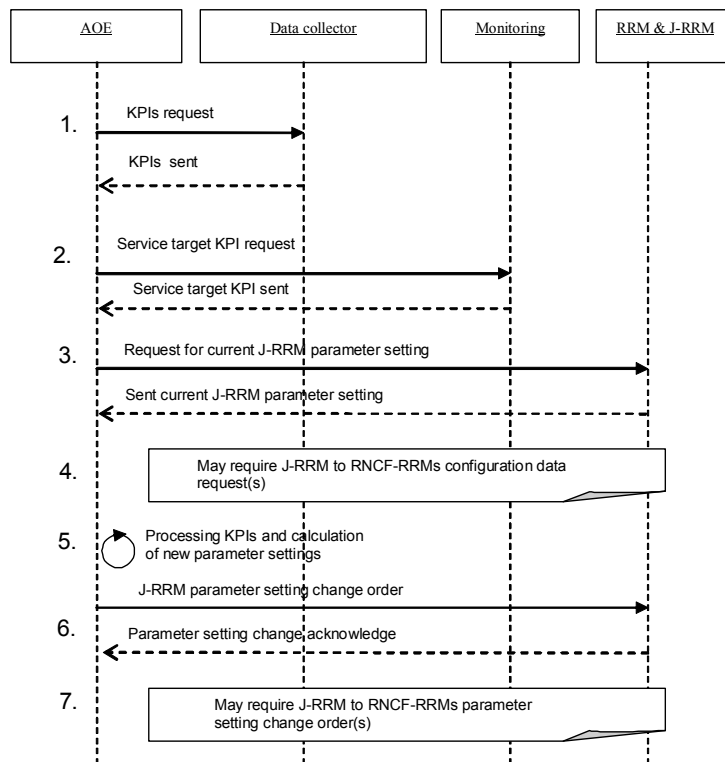 AOE
Data collector
Monitoring
RRM & J-RRM
1.
KPIs request
KPIs sent
2.
Service target KPI request
Service target KPI sent
3.
Request for current J-RRM parameter setting
Sent current J-RRM parameter setting
4.
May require J-RRM to RNCF-RRMs configuration data
request(s)
5.
Processing KPIs and calculation
of new parameter settings
J-RRM parameter setting change order
6.
Parameter setting change acknowledge
7.
May require J-RRM to RNCF-RRMs parameter
setting change order(s)